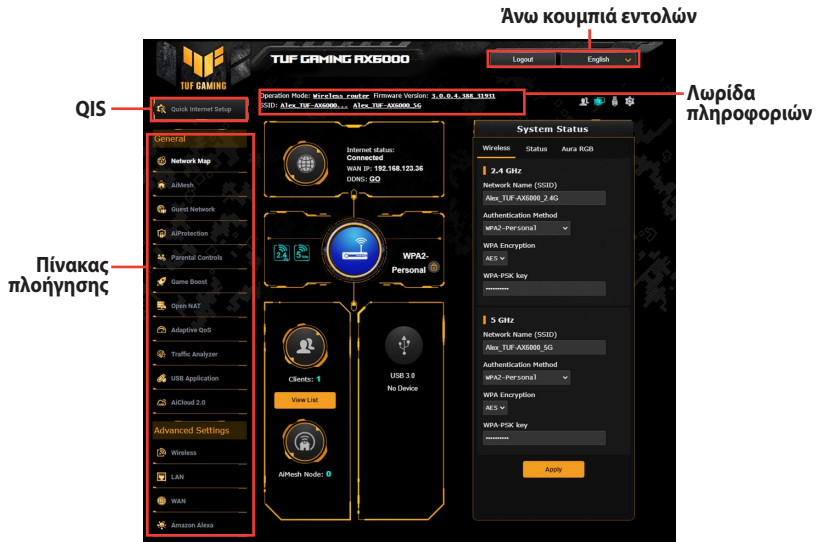 Άνω κουμπιά εντολών
TUF GAMING
TUF GAMING AX6000
Logout
English
QIS
Quick Internet Setup
Operation Mode: Wireless router Firmware Version: 3.0.0.4.388_31931
SSID: Alex_TUF-AX6000... Alex_TUF-AX6000_5G
Λωρίδα
πληροφοριών
Πίνακας
πλοήγησης
General
Network Map
AiMesh
Guest Network
AiProtection
Parental Controls
Game Boost
Open NAT
Adaptive QoS
Traffic Analyzer
USB Application
AiCloud 2.0
Advanced Settings
Wireless
LAN
WAN
Amazon Alexa
Internet status:
Connected
WAN IP: 192.168.123.36
DDNS: GO
2.4
5
WPA2-
Personal
Clients: 1
View List
AiMesh Node: 0
USB 3.0
No Device
System Status
Wireless Status Aura RGB
2.4 GHz
Network Name (SSID)
Alex_TUF-AX6000_2.4G
Authentication Method
WPA2-Personal
WPA Encryption
AES
WPA-PSK key
••••••••••
5 GHz
Network Name (SSID)
Alex_TUF-AX6000_5G
Authentication Method
WPA2-Personal
WPA Encryption
AES
WPA-PSK key
••••••••••
Apply